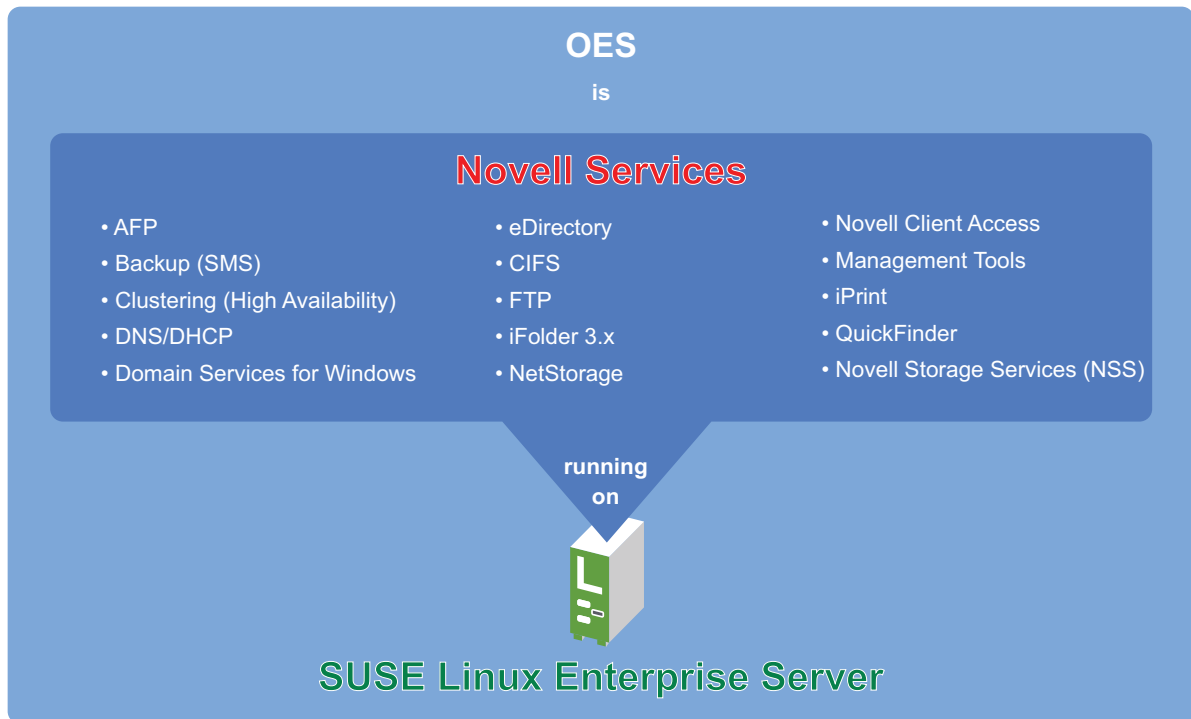 OES
is
Novell Services
• AFP
• Backup (SMS)
• Clustering (High Availability)
• DNS/DHCP
• Domain Services for Windows
• eDirectory
• CIFS
• FTP
• iFolder 3.x
• NetStorage
• Novell Client Access
• Management Tools
• iPrint
• QuickFinder
• Novell Storage Services (NSS)
running
on
SUSE Linux Enterprise Server